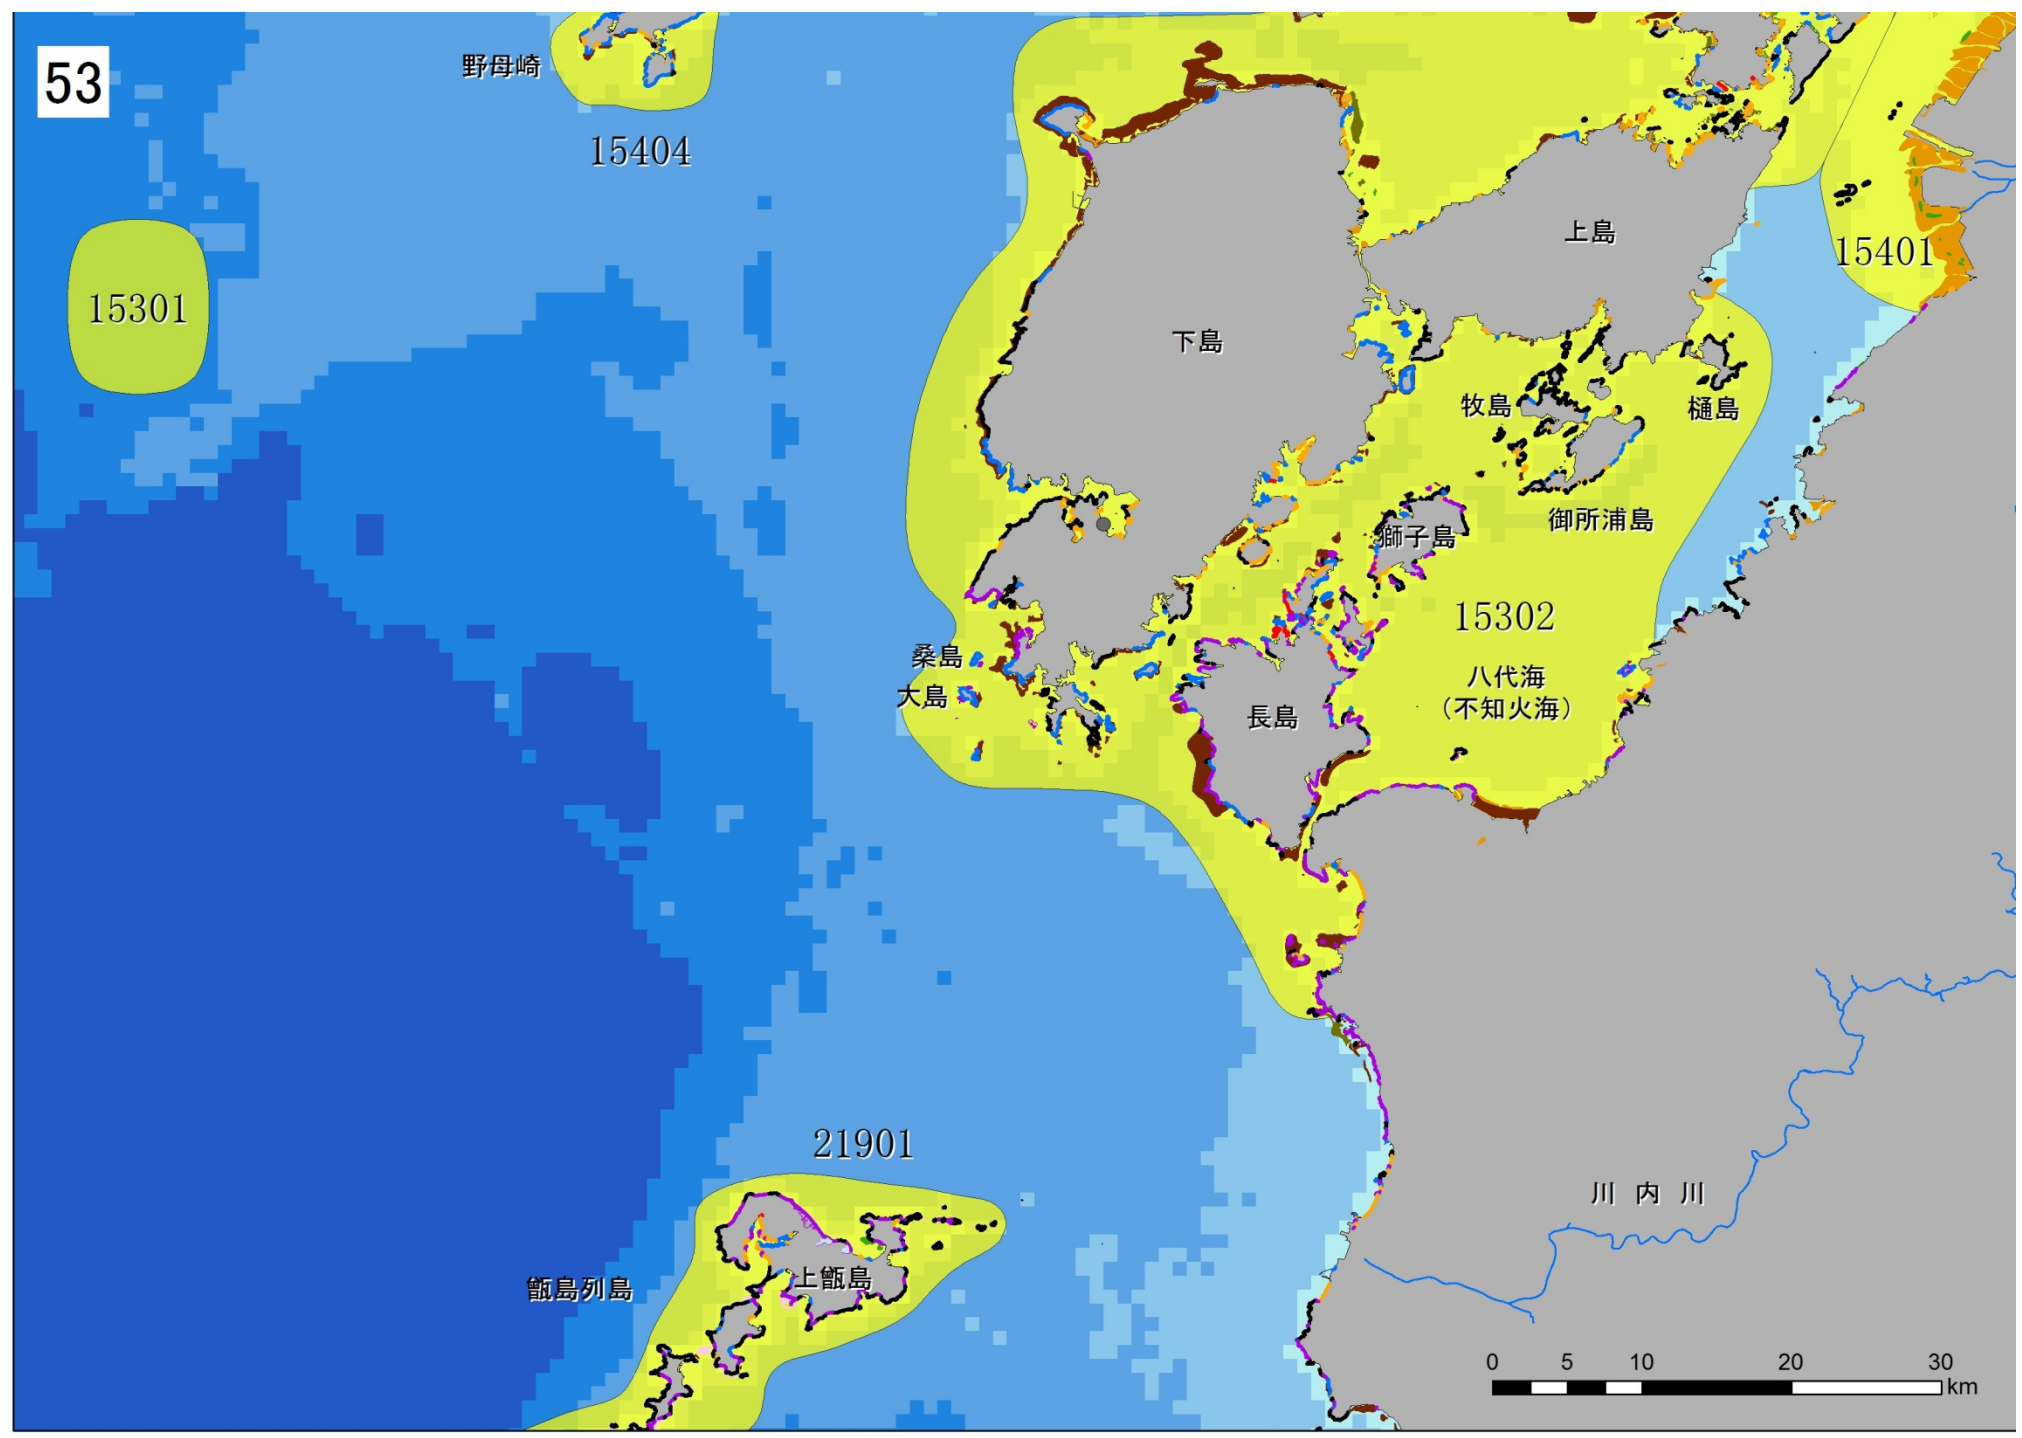 53
野母崎
15404
15301
上島
15401
下島
牧島
樋島
御所浦島
獅子島
15302
桑島
大島
八代海
（不知火海）
長島
21901
川 内 川
甑島列島
上甑島
0 5 10 20 30
km